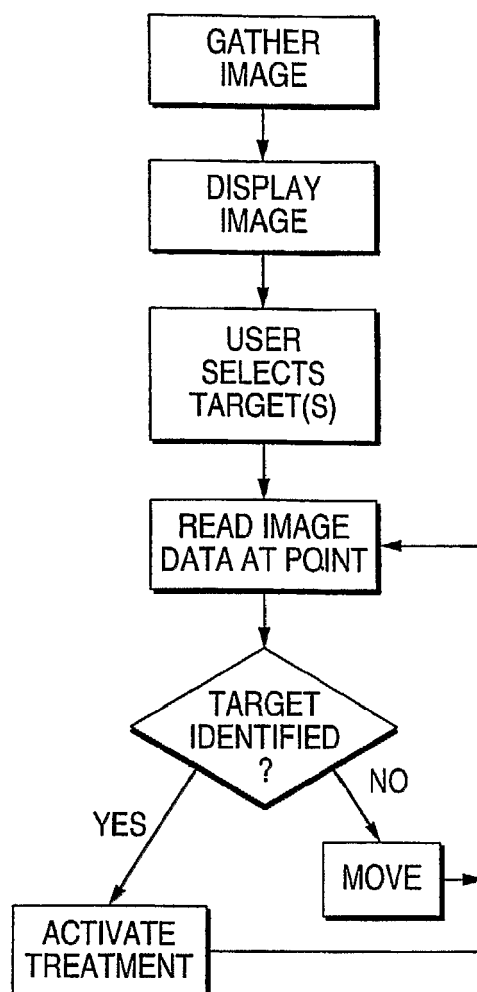 GATHER
IMAGE
DISPLAY
IMAGE
USER
SELECTS
TARGET(S)
READ IMAGE
DATA AT POINT
TARGET
IDENTIFIED
?
YES
NO
MOVE
ACTIVATE
TREATMENT